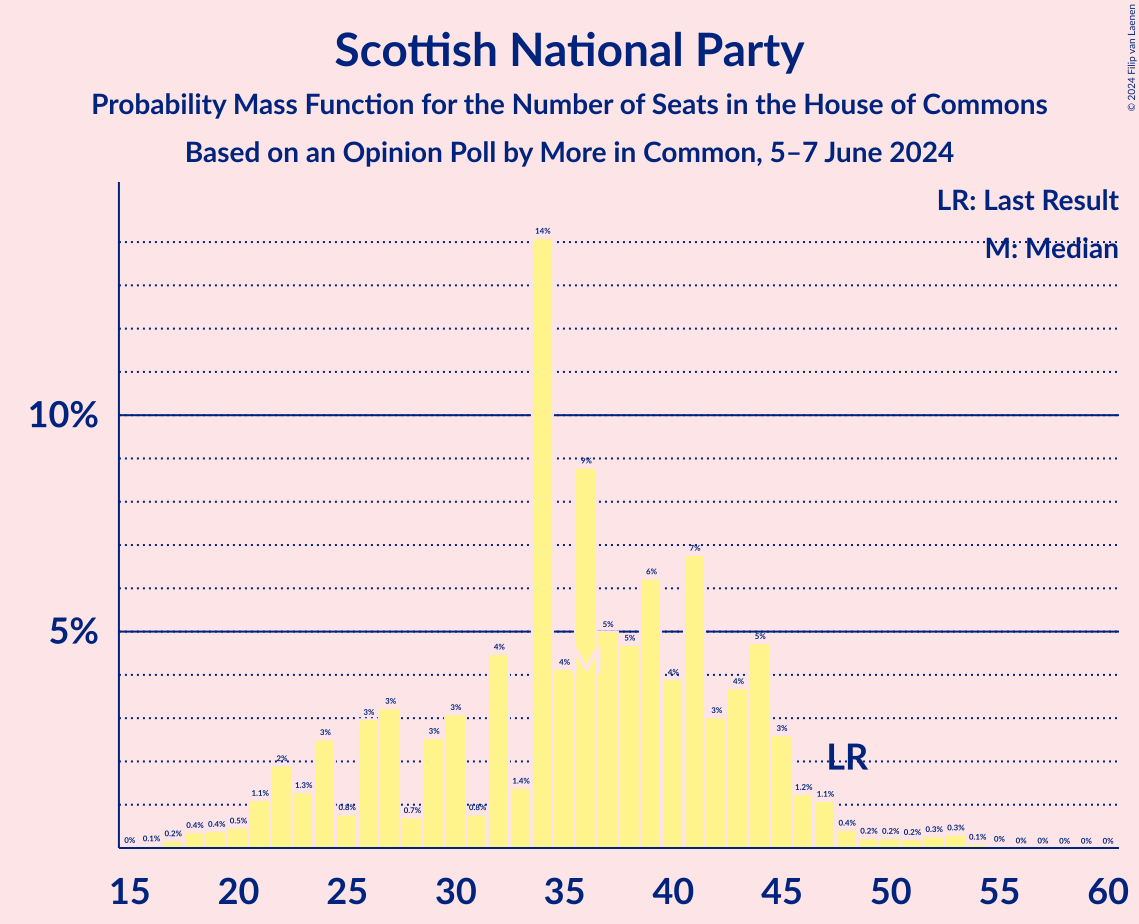 Scottish National Party
Probability Mass Function for the Number of Seats in the House of Commons
Based on an Opinion Poll by More in Common, 5–7 June 2024
© 2024 Filip van Laenen
LR: Last Result
M: Median
10%
5%
0% 0.1% 0.2% 0.4% 0.4% 0.5% 1.1% 2% 1.3% 3% 0.8% 3% 3% 0.7% 3% 3% 0.8% 4% 1.4% 14% 4% 9% 5% 5% 6% 4% 7% 3% 4% 5% 3% 1.2% 1.1% 0.4% 0.2% 0.2% 0.2% 0.3% 0.3% 0.1% 0% 0% 0% 0% 0% 0%
M
LR
15 20 25 30 35 40 45 50 55 60